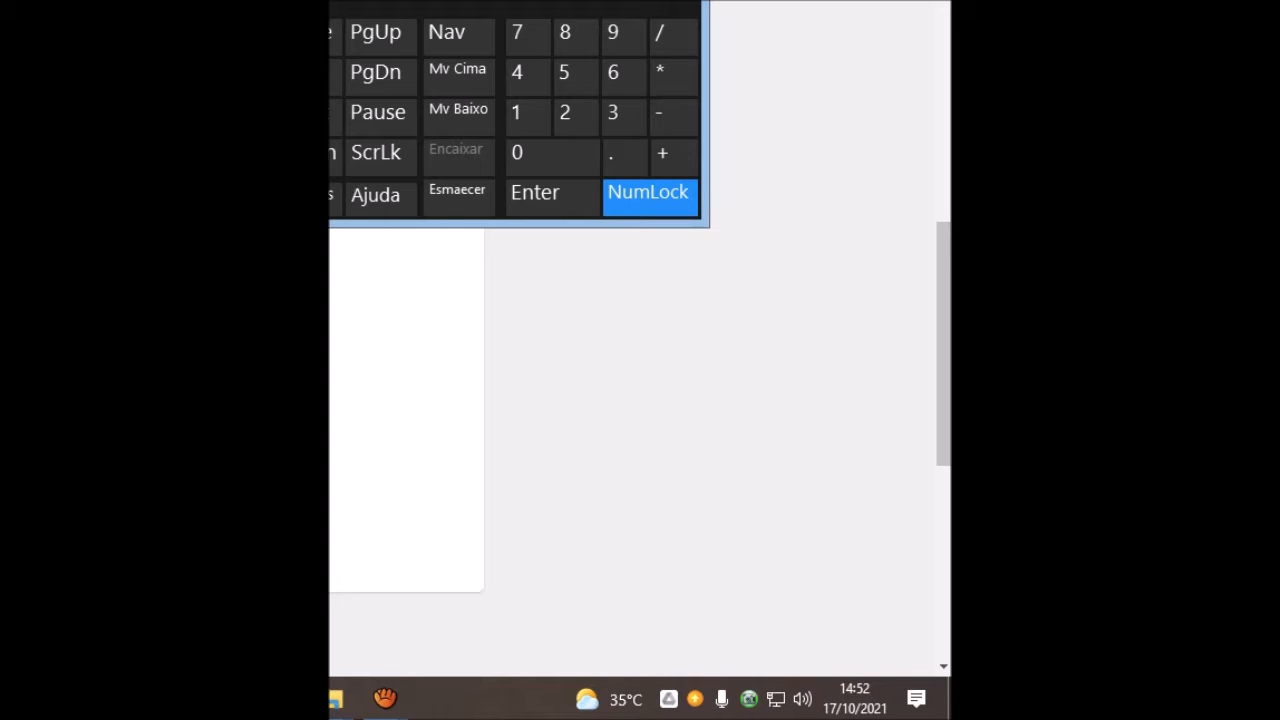 e PgUp Nav 7 8 9 /
PgDn Mv Cima 4 5 6 *
Pause Mv Baixo 1 2 3 -
n ScrLk Encaixar 0 . +
s Ajuda Esmaecer Enter NumLock
35°C 14:52
17/10/2021